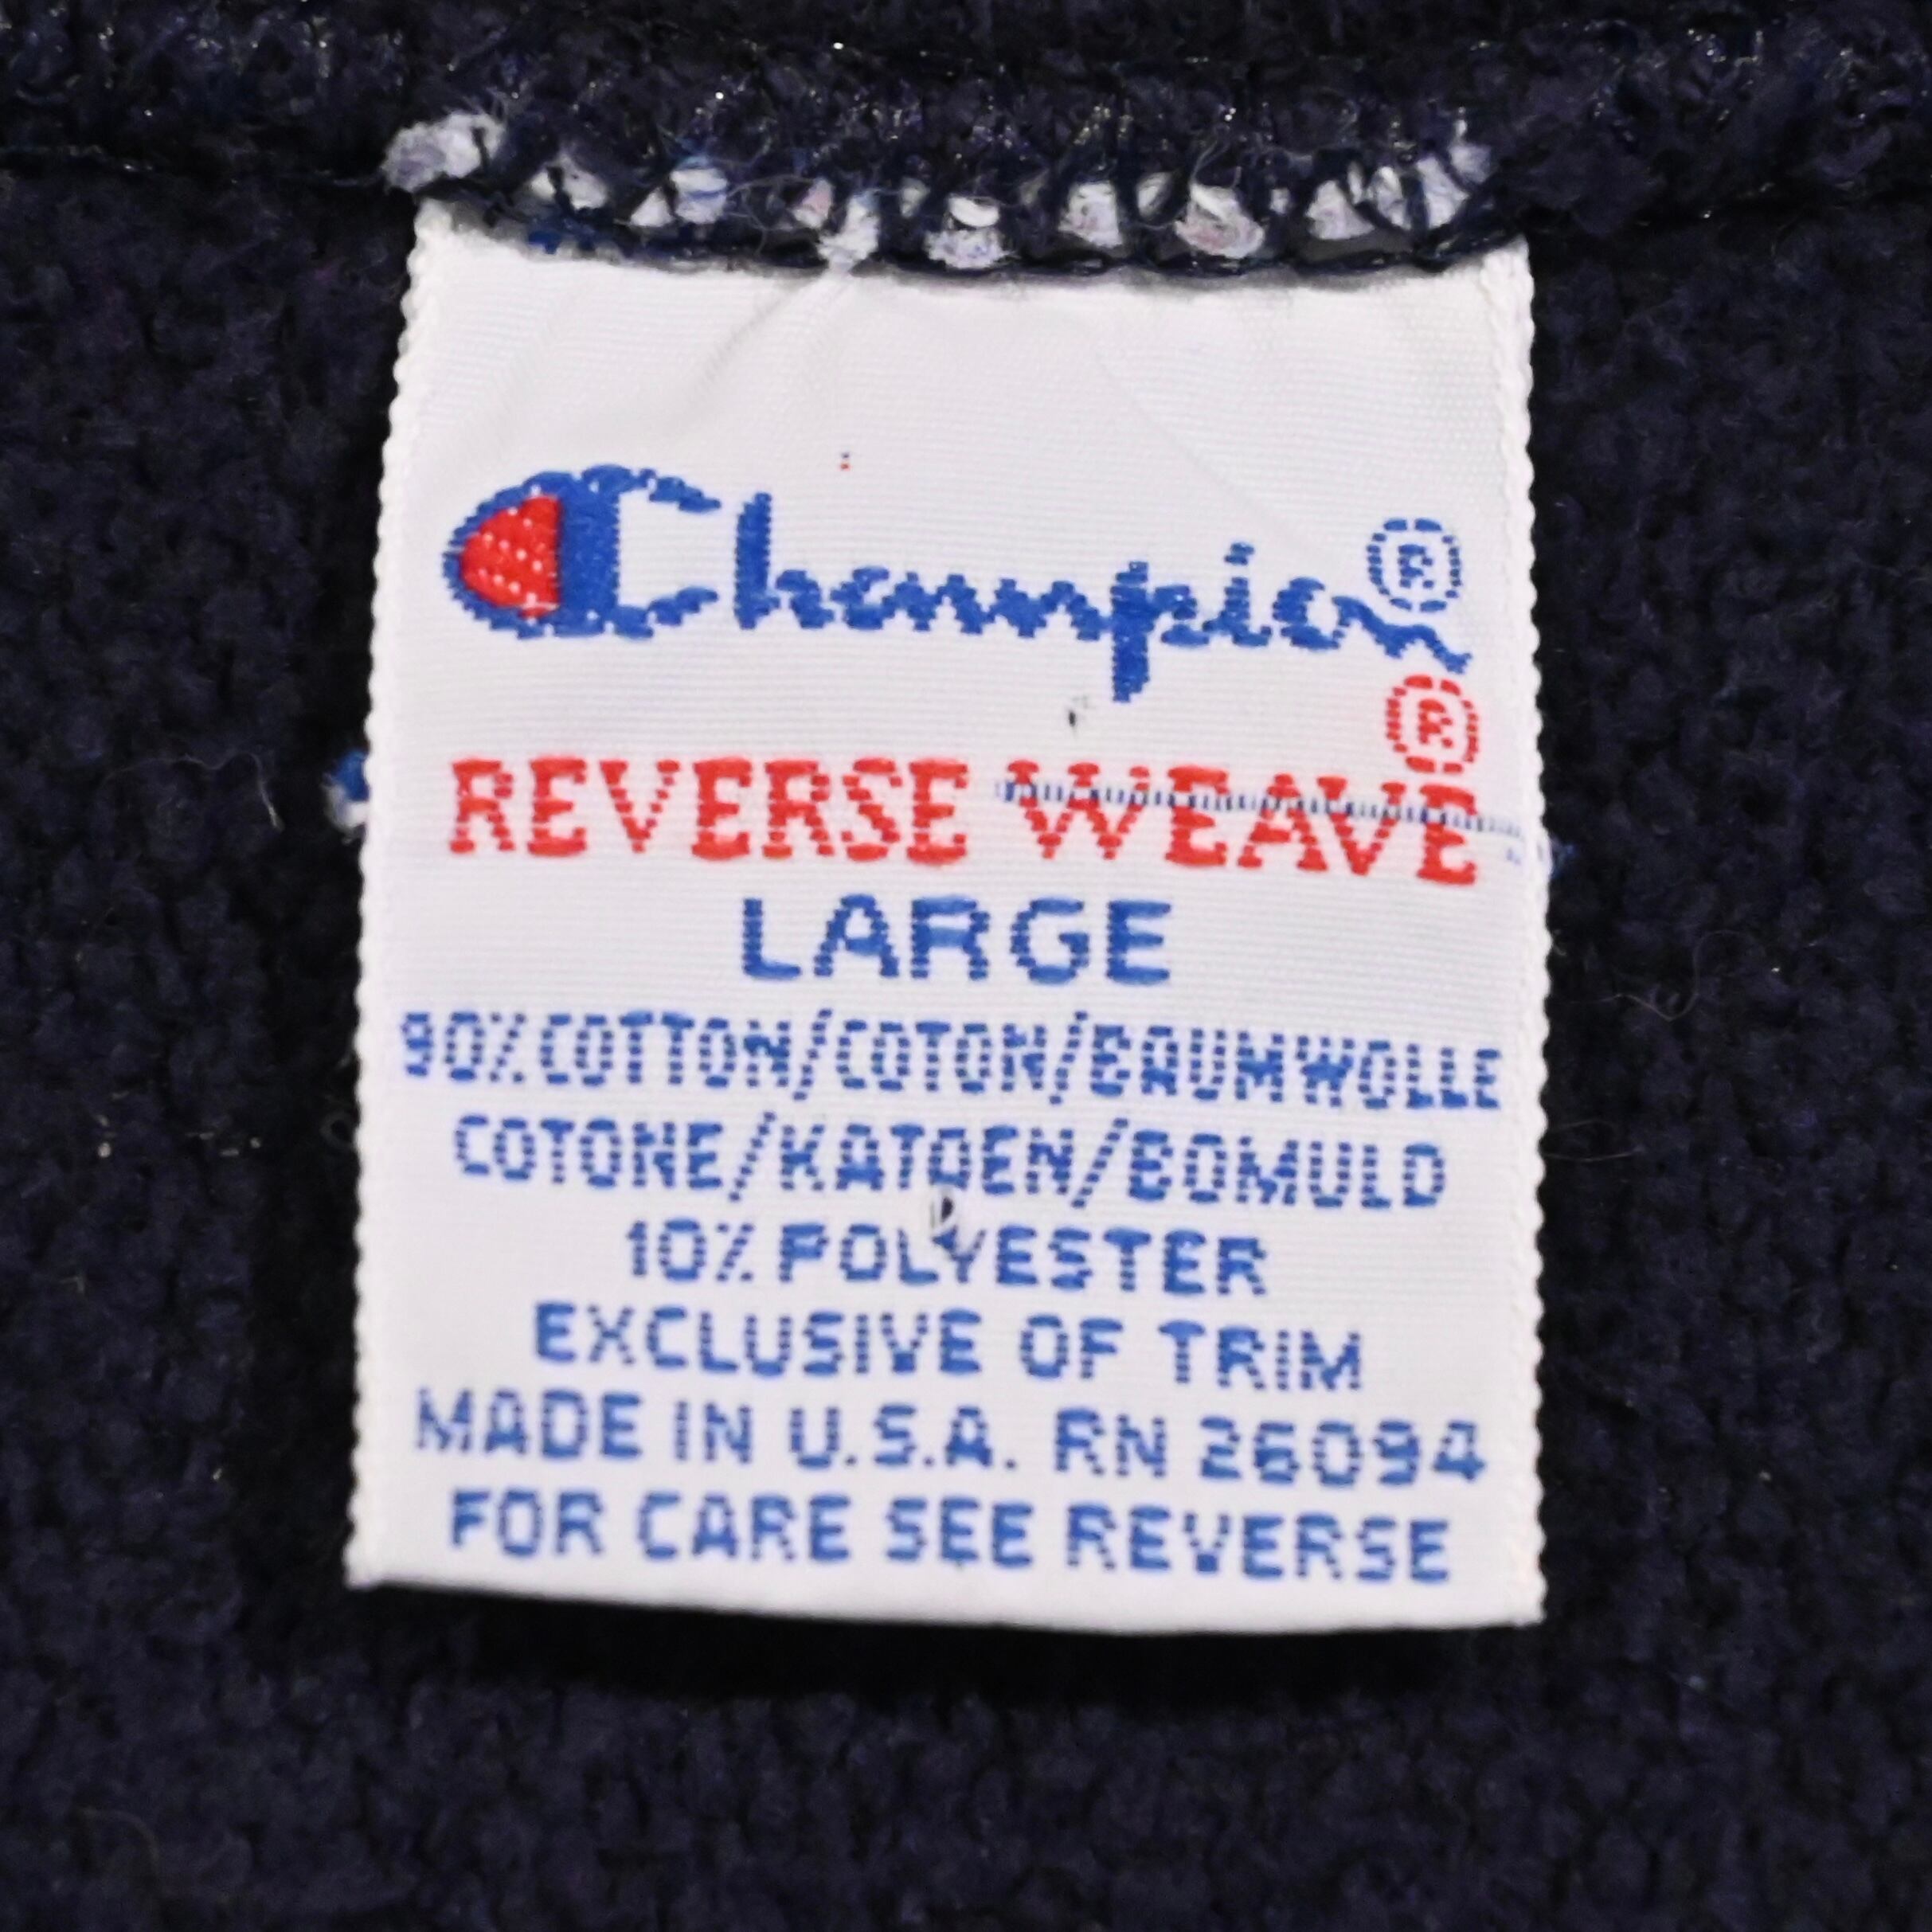 Champion®
REVERSE WEAVE®
LARGE
90% COTTON/COTON/BAUMWOLLE
COTONE/KATOEN/BOMULD
10% POLYESTER
EXCLUSIVE OF TRIM
MADE IN U.S.A. RN 26094
FOR CARE SEE REVERSE